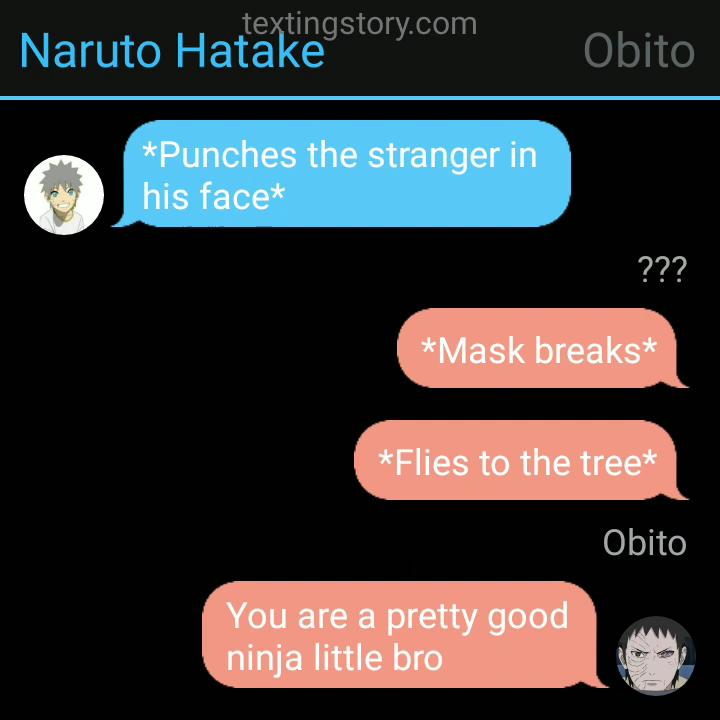 textingstory.com
Naruto Hatake
Obito
*Punches the stranger in
his face*
???
*Mask breaks*
*Flies to the tree*
Obito
You are a pretty good
ninja little bro